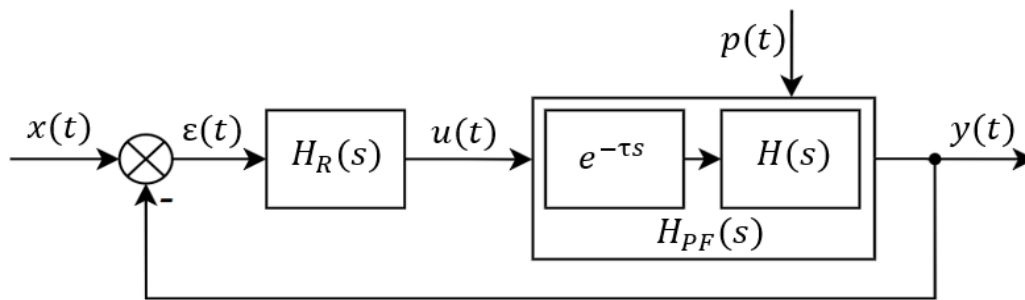 p(t)
x(t)
ε(t)
H_R(s)
u(t)
e^{-τs}
H(s)
y(t)
-
H_{PF}(s)